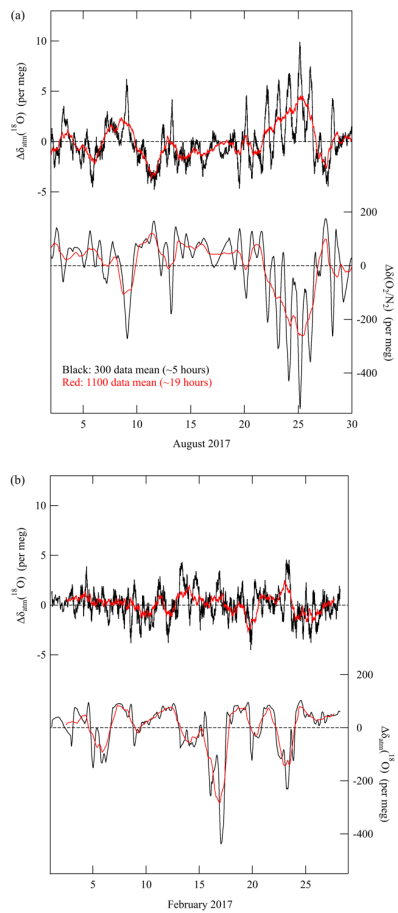 (a)
10
5
0
-5
Δδatm(18O) (per meg)
200
0
-200
-400
Δδ(O2/N2) (per meg)
Black: 300 data mean (~5 hours)
Red: 1100 data mean (~19 hours)
5 10 15 20 25 30
August 2017
(b)
10
5
0
-5
Δδatm(18O) (per meg)
200
0
-200
-400
Δδatm(18O) (per meg)
5 10 15 20 25
February 2017